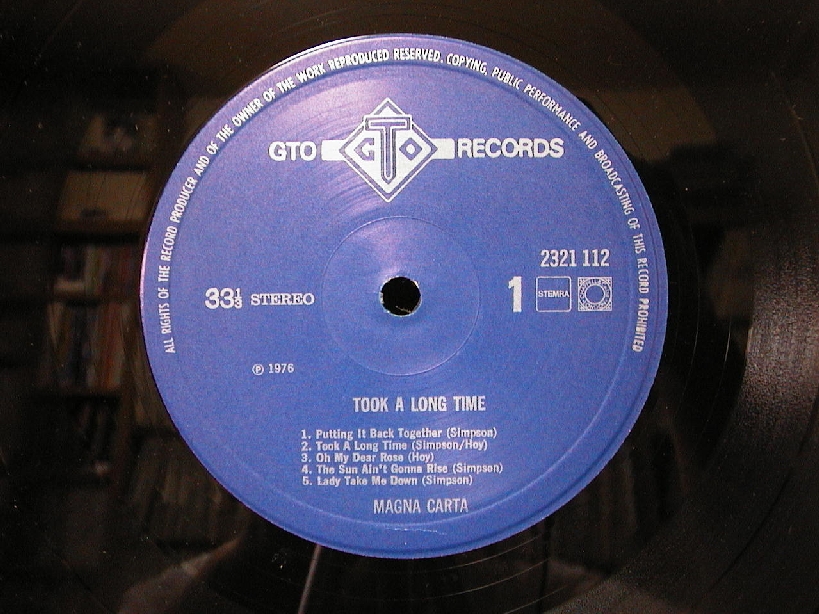 ALL RIGHTS OF THE RECORD PRODUCER AND OF THE OWNER OF THE WORK REPRODUCED RESERVED. COPYING, PUBLIC PERFORMANCE AND BROADCASTING OF THIS RECORD PROHIBITED
GTO GTO RECORDS
2321 112
33⅓ STEREO
1 STEMRA
℗ 1976
TOOK A LONG TIME
1. Putting It Back Together (Simpson)
2. Took A Long Time (Simpson/Hoy)
3. Oh My Dear Rose (Hoy)
4. The Sun Ain't Gonna Rise (Simpson)
5. Lady Take Me Down (Simpson)
MAGNA CARTA